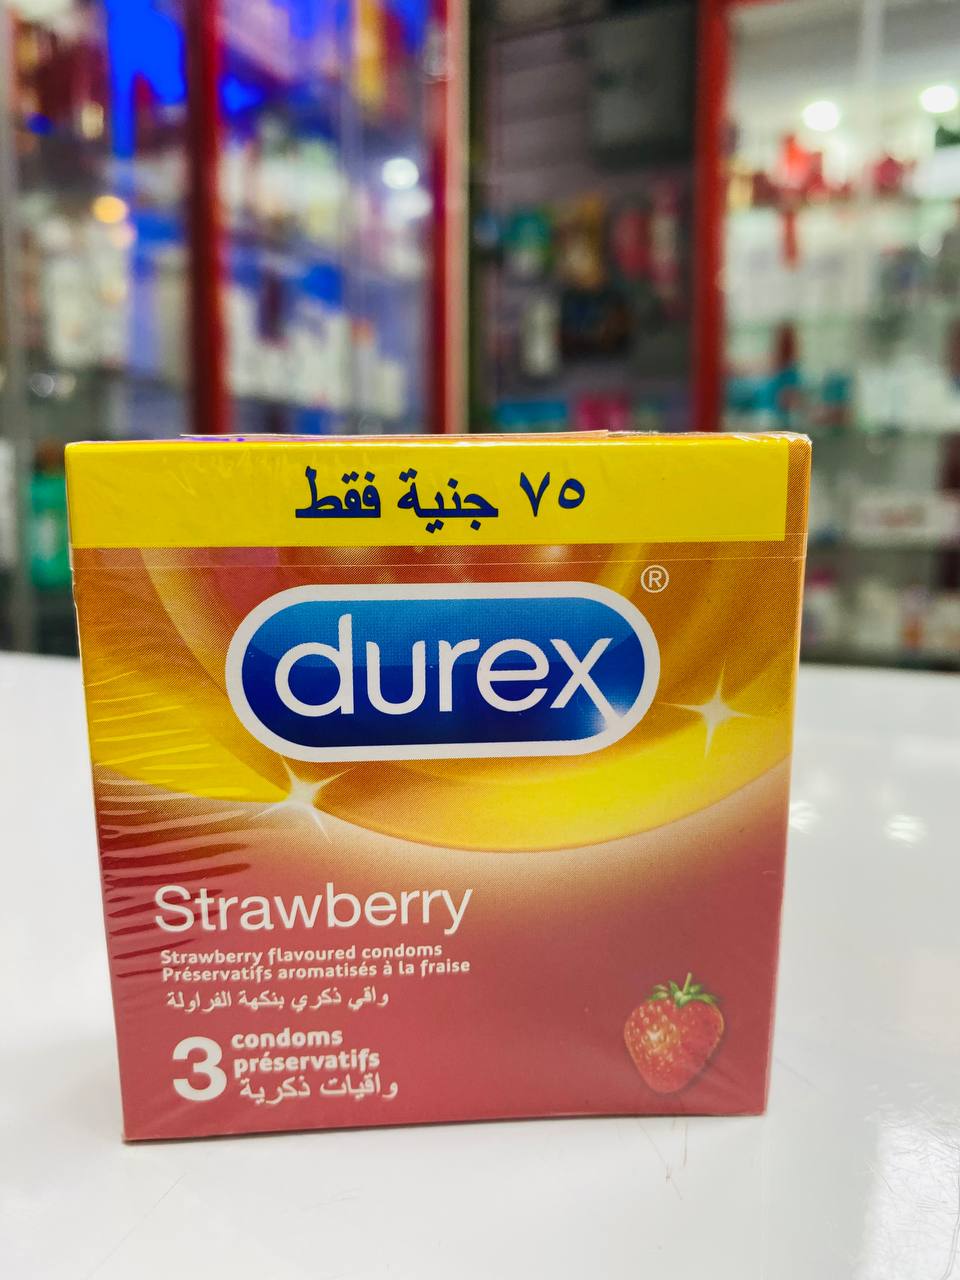 ٧٥ جنية فقط
durex®
Strawberry
Strawberry flavoured condoms
Préservatifs aromatisés à la fraise
واقي ذكري بنكهة الفراولة
3 condoms
préservatifs
واقيات ذكرية